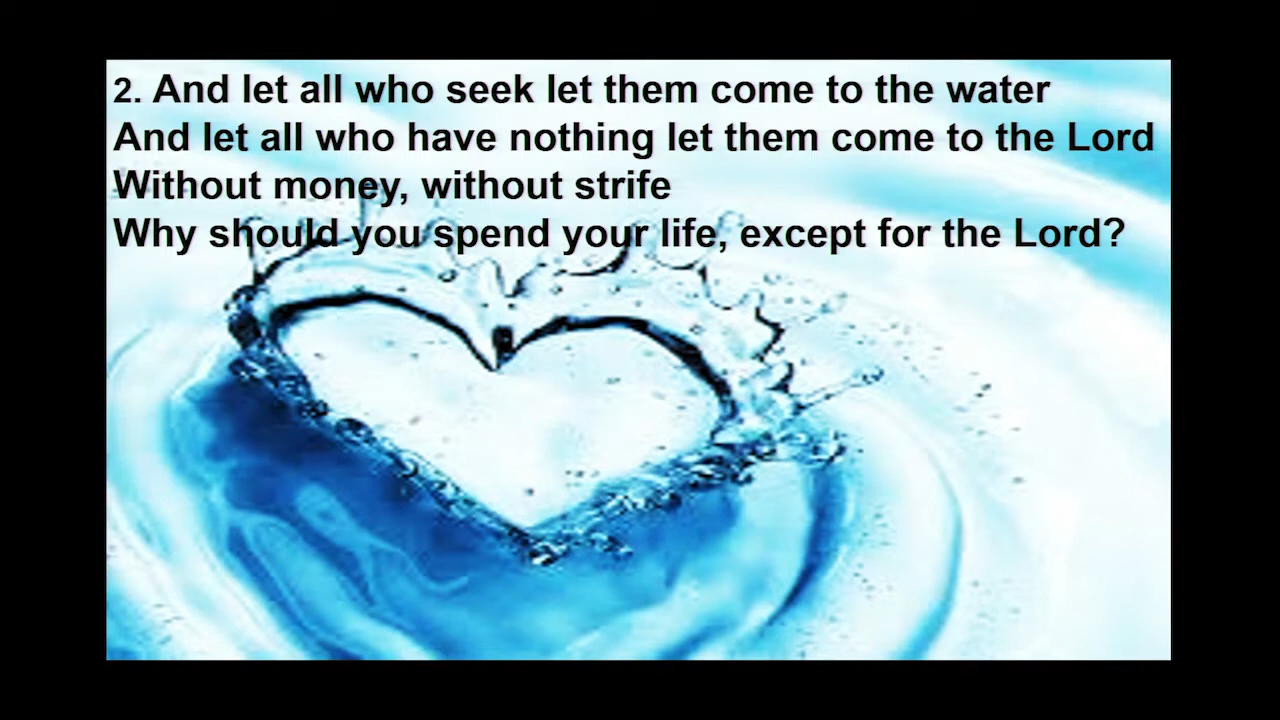 2. And let all who seek let them come to the water
And let all who have nothing let them come to the Lord
Without money, without strife
Why should you spend your life, except for the Lord?